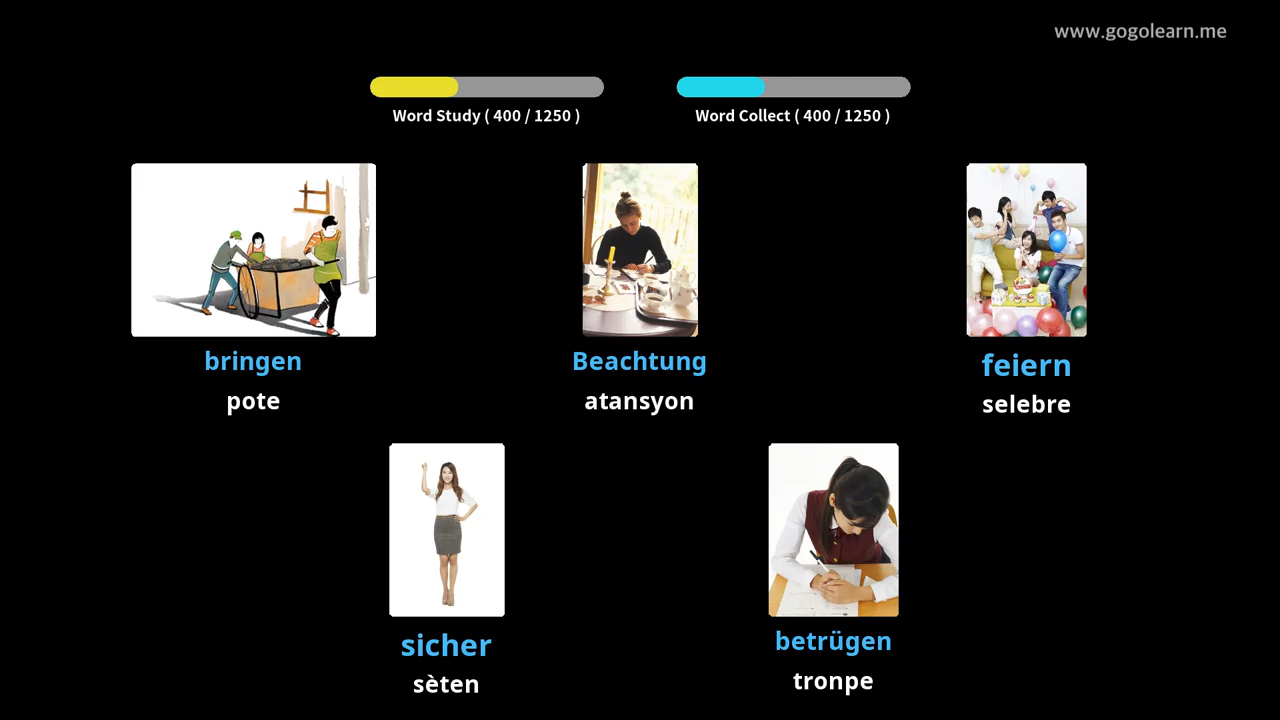 www.gogolearn.me
Word Study ( 400 / 1250 )
Word Collect ( 400 / 1250 )
bringen
pote
Beachtung
atansyon
feiern
selebre
sicher
sèten
betrügen
tronpe